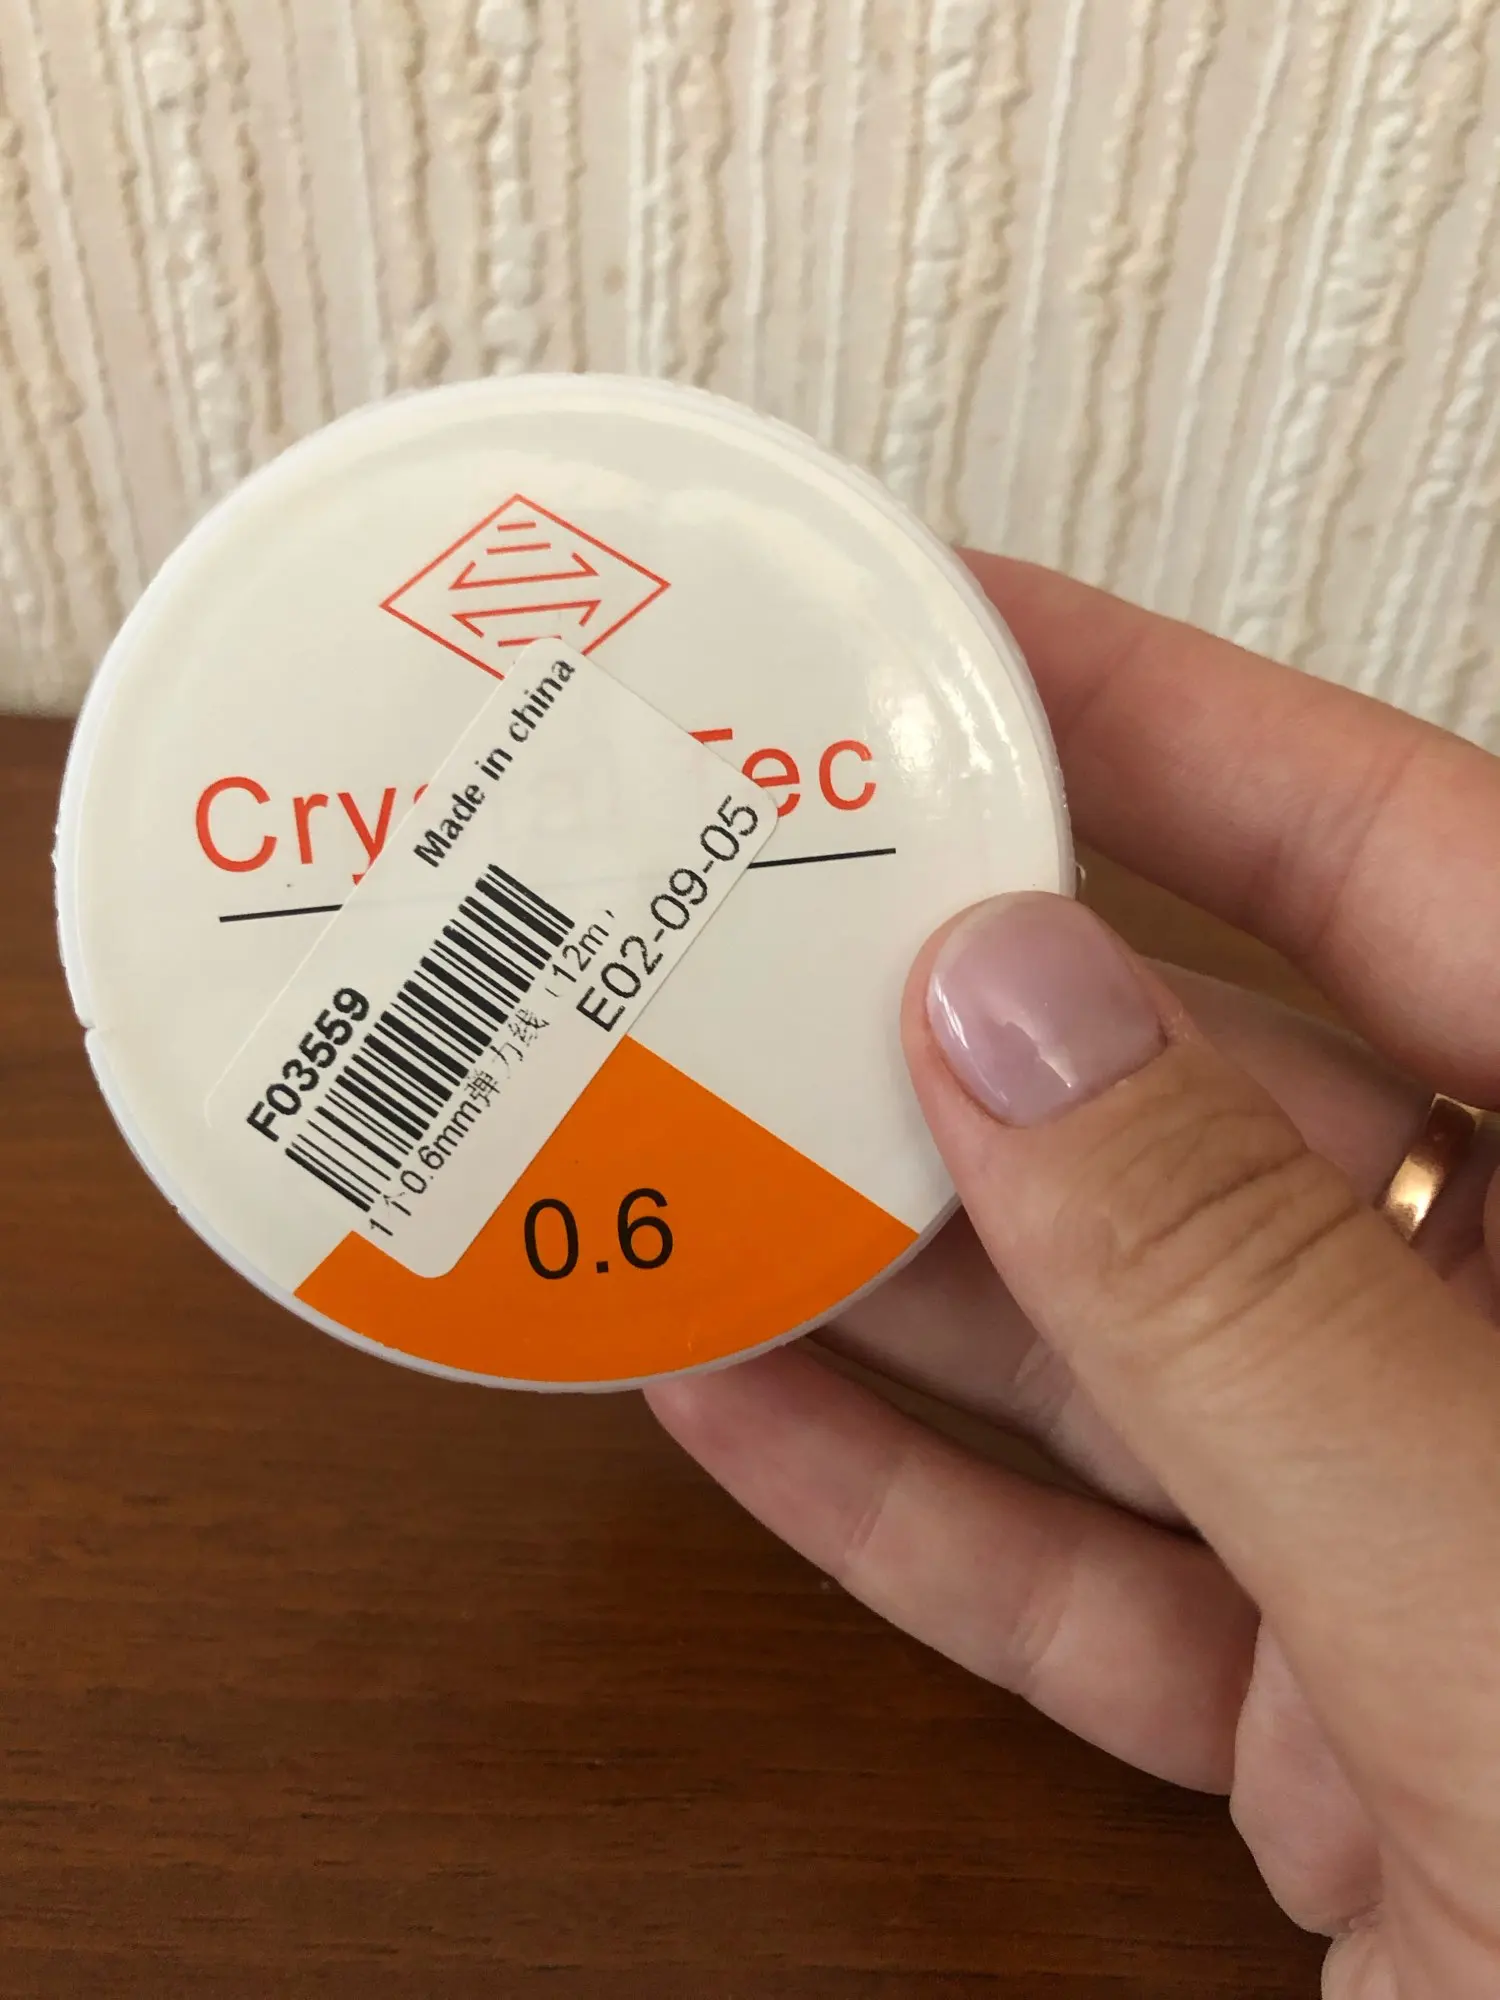 Cry Tec
Made in china
F03559
1个0.6mm弹力线（12m）
E02-09-05
0.6